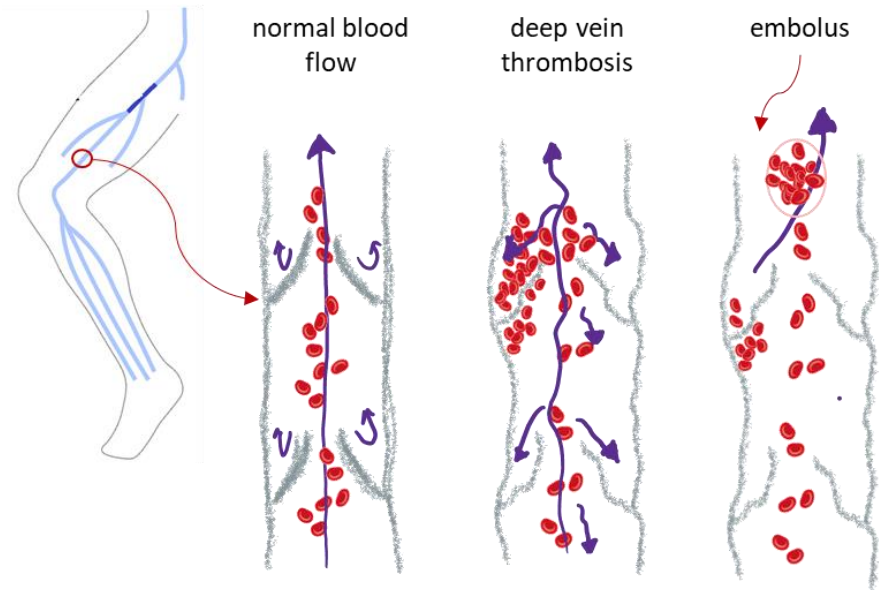 normal blood
flow
deep vein
thrombosis
embolus